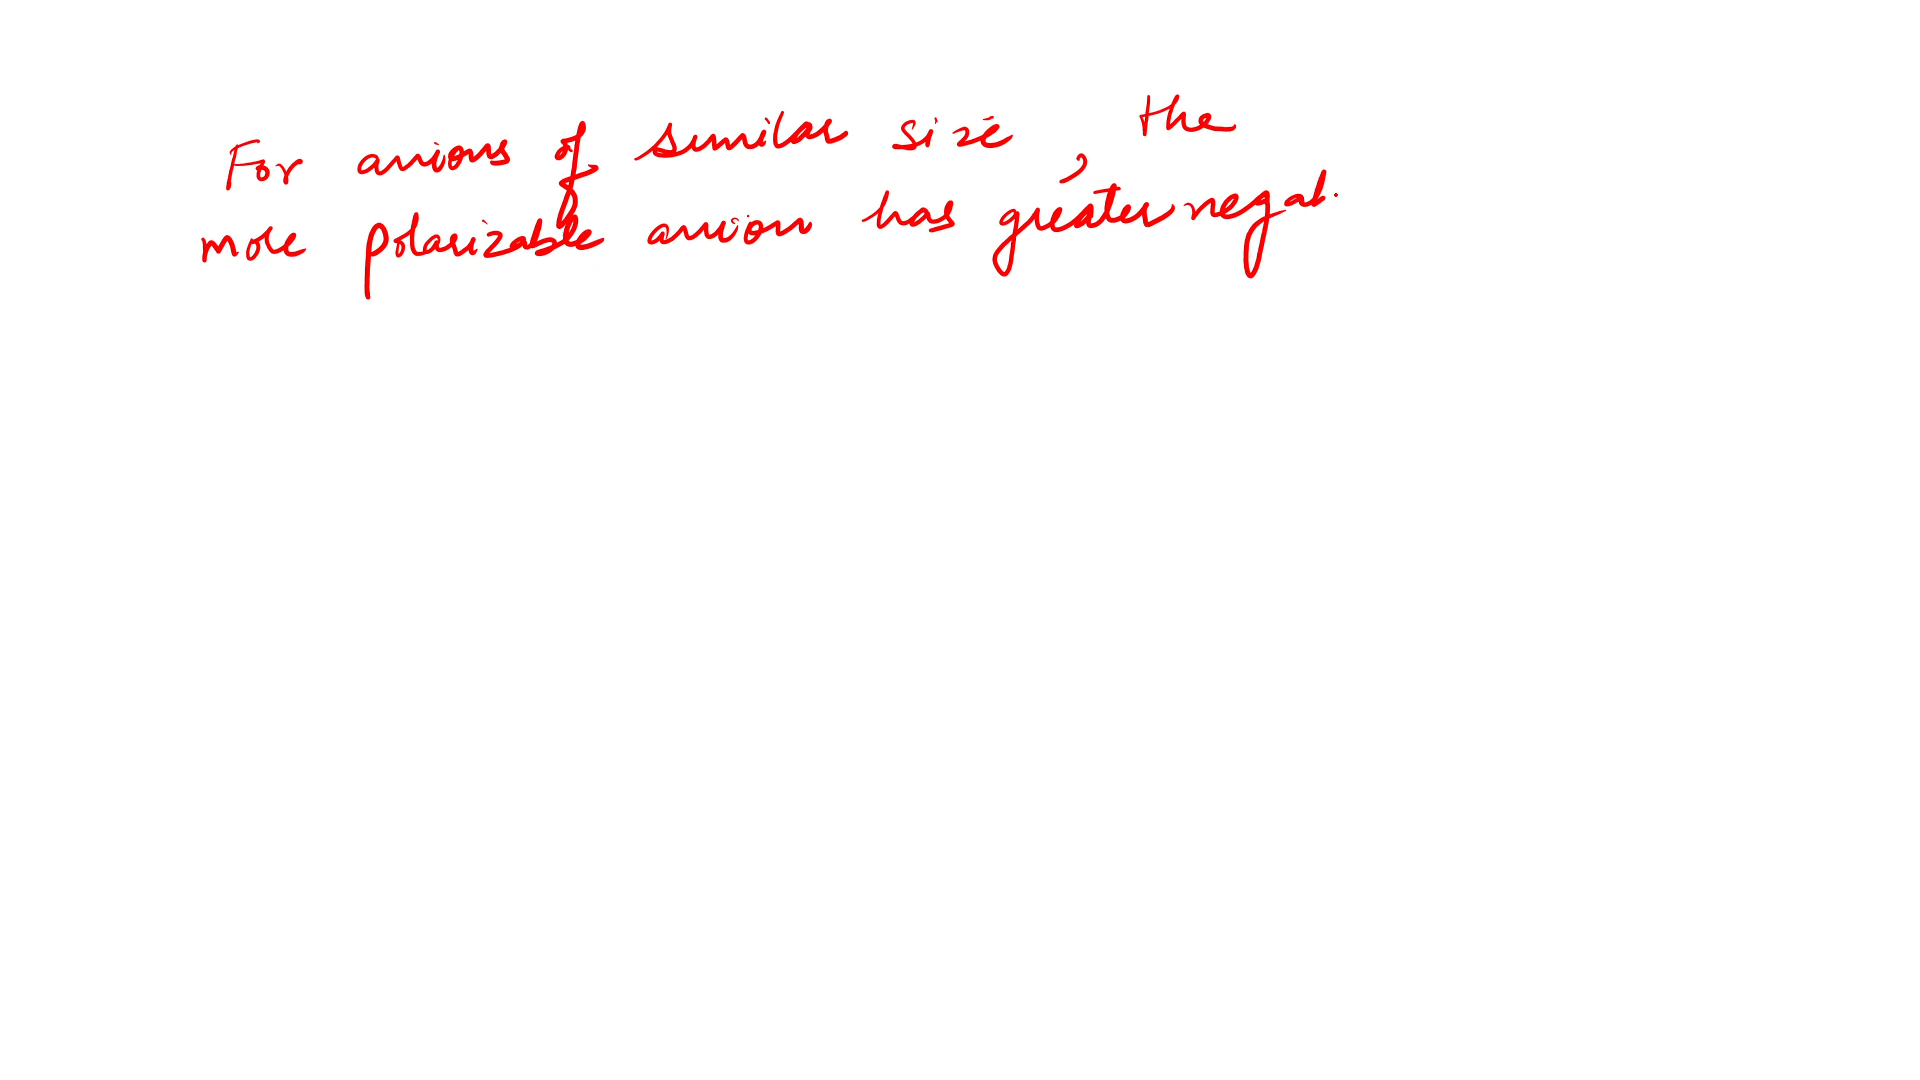 For anions of similar size, the
more polarizable anion has greater negat.